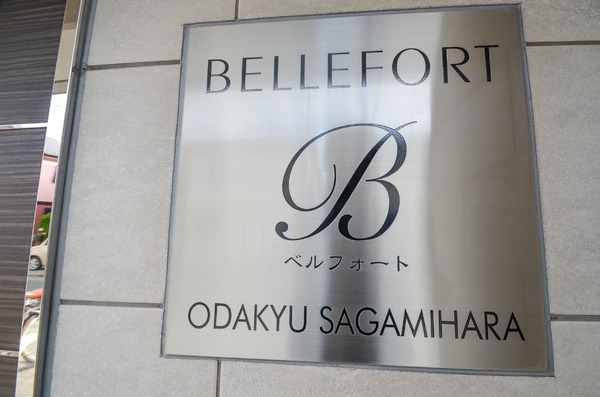 BELLEFORT
B
ベルフォート
ODAKYU SAGAMIHARA